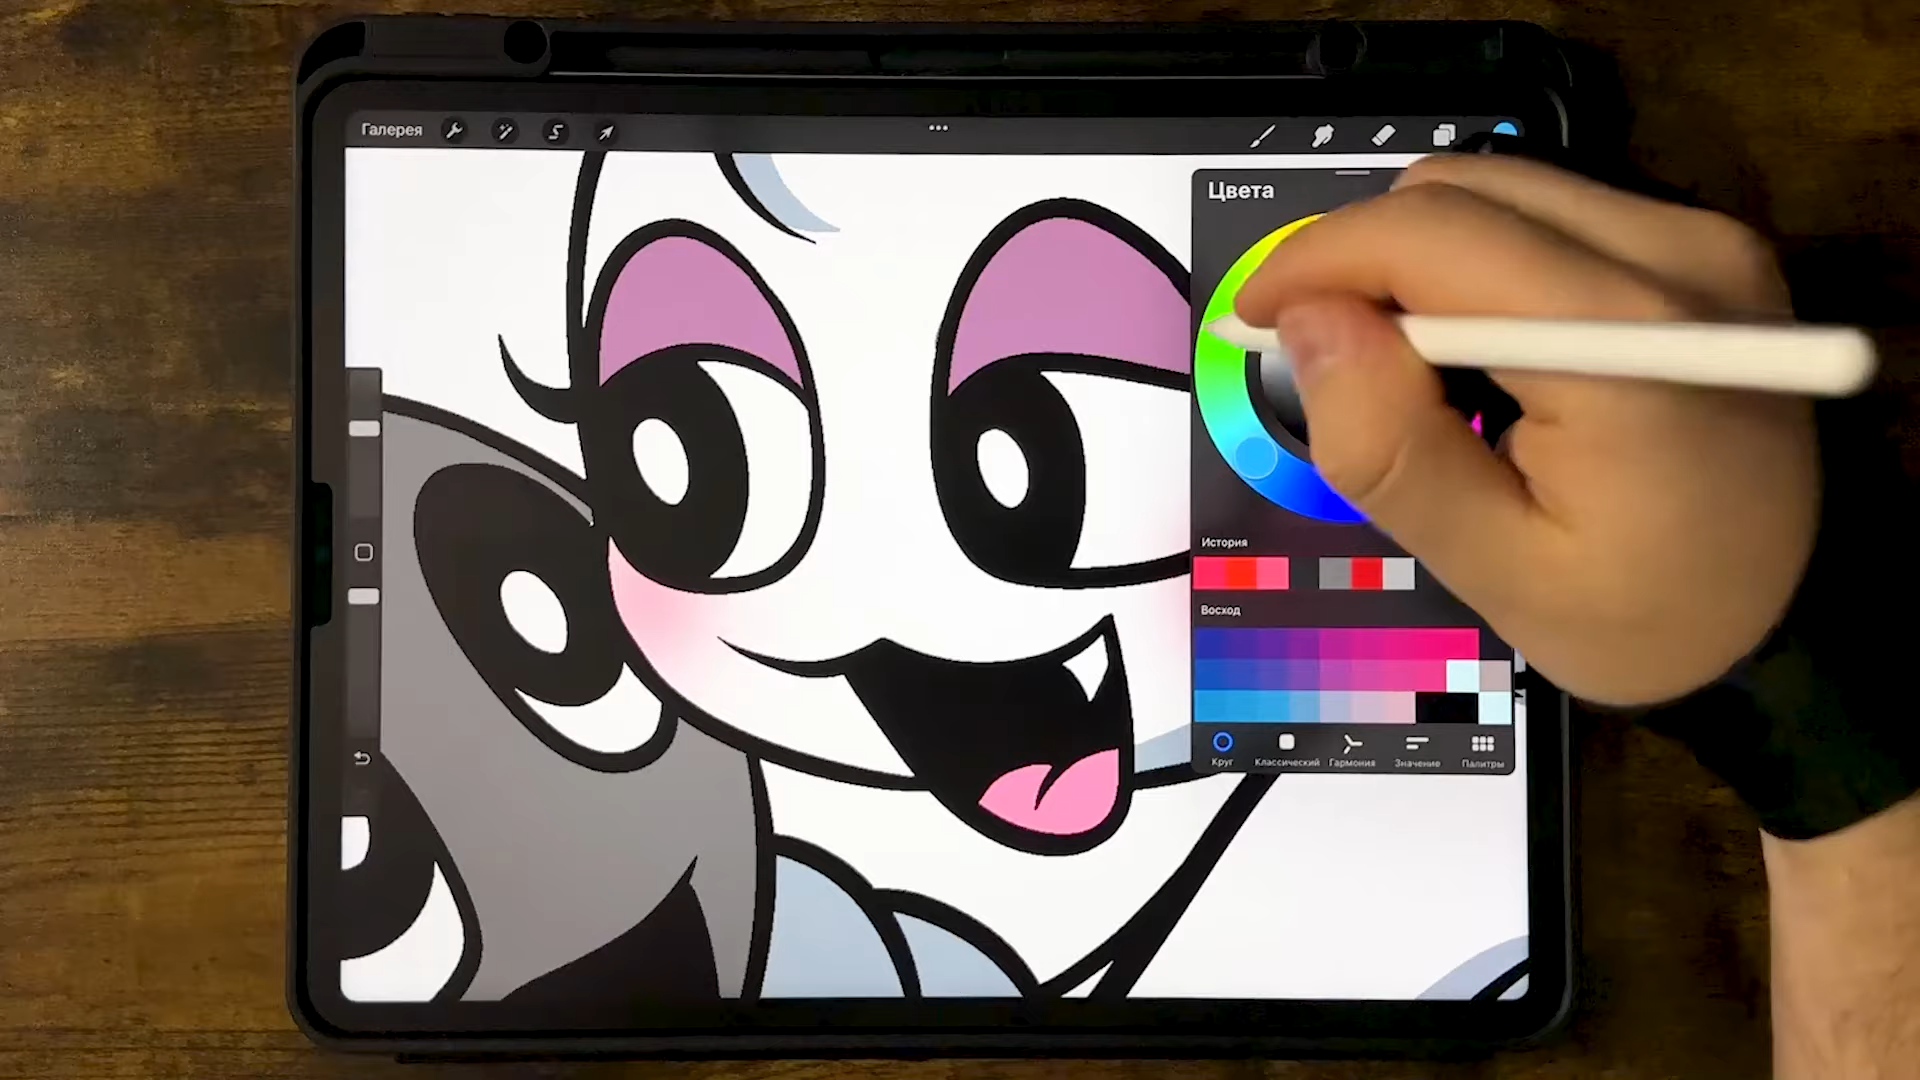 Галерея
Цвета
История
Восход
Круг
Классический
Гармония
Значение
Палитры